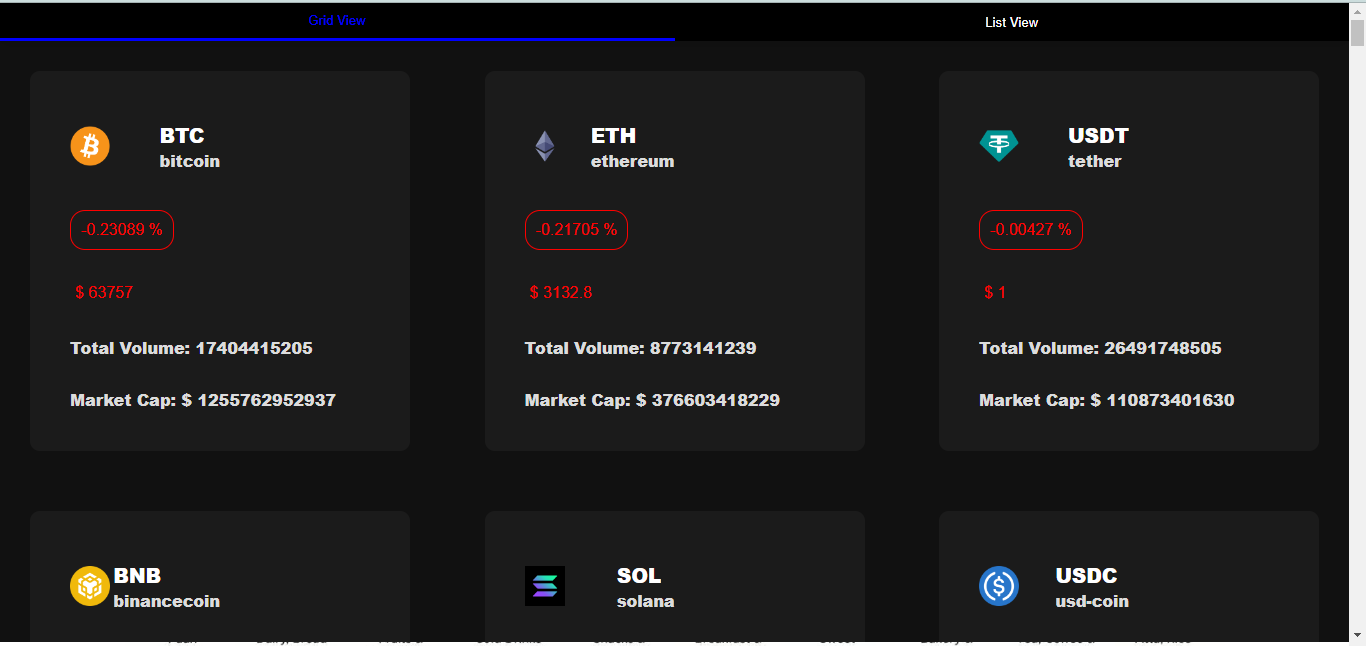 Grid View
List View
BTC
bitcoin
ETH
ethereum
USDT
tether
-0.23089 %
-0.21705 %
-0.00427 %
$ 63757
$ 3132.8
$ 1
Total Volume: 17404415205
Total Volume: 8773141239
Total Volume: 26491748505
Market Cap: $ 1255762952937
Market Cap: $ 376603418229
Market Cap: $ 110873401630
BNB
binancecoin
SOL
solana
USDC
usd-coin